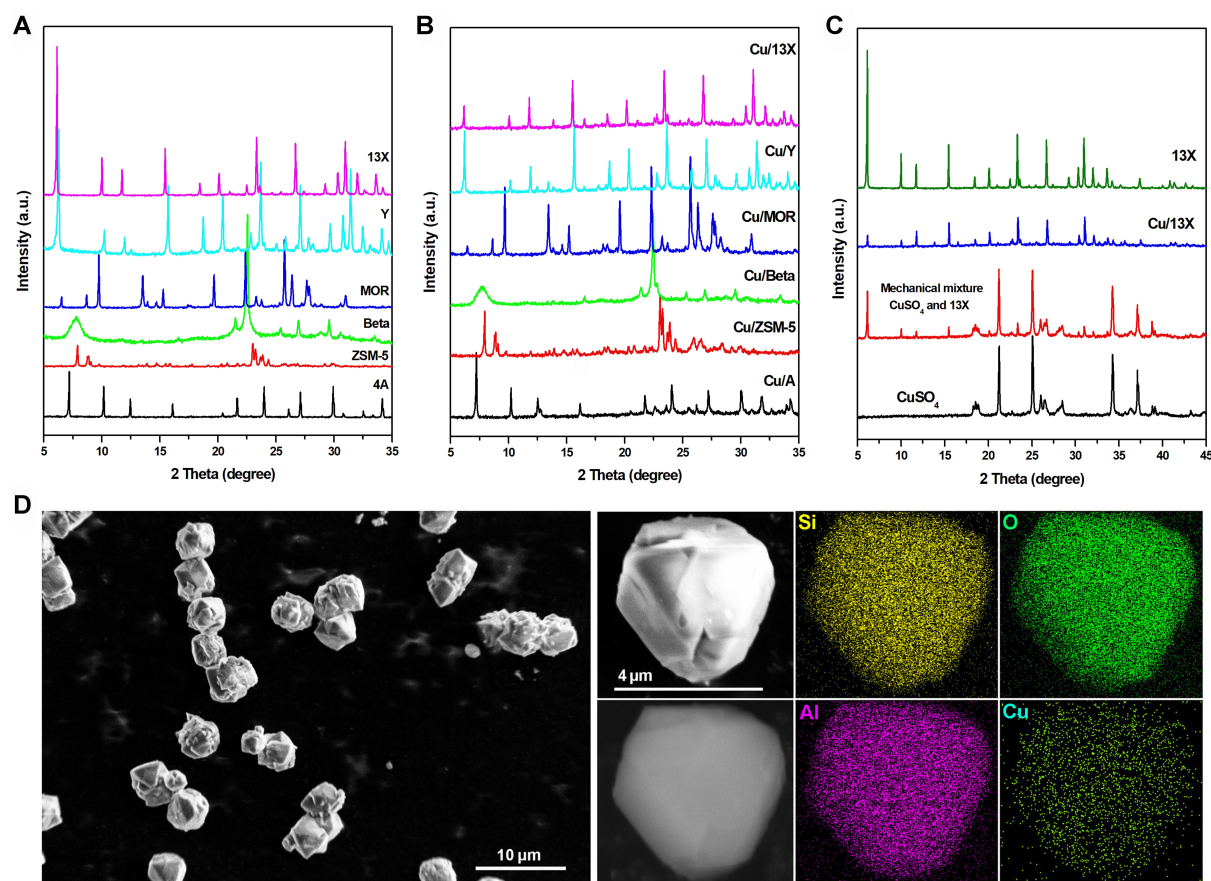 A
Intensity (a.u.)
13X
Y
MOR
Beta
ZSM-5
4A
5 10 15 20 25 30 35
2 Theta (degree)
B
Intensity (a.u.)
Cu/13X
Cu/Y
Cu/MOR
Cu/Beta
Cu/ZSM-5
Cu/A
5 10 15 20 25 30 35
2 Theta (degree)
C
Intensity (a.u.)
13X
Cu/13X
Mechanical mixture
CuSO4 and 13X
CuSO4
5 10 15 20 25 30 35 40 45
2 Theta (degree)
D
10 μm
4 μm
Si
O
Al
Cu